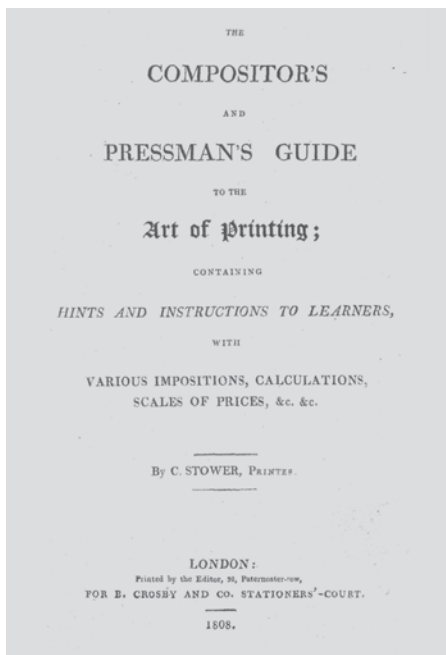 THE
COMPOSITOR'S
AND
PRESSMAN'S GUIDE
TO THE
Art of Printing;
CONTAINING
HINTS AND INSTRUCTIONS TO LEARNERS,
WITH
VARIOUS IMPOSITIONS, CALCULATIONS,
SCALES OF PRICES, &c. &c.
By C. STOWER, PRINTER.
LONDON:
Printed by the Editor, 32, Paternoster-row,
FOR B. CROSBY AND CO. STATIONERS'-COURT.
1808.